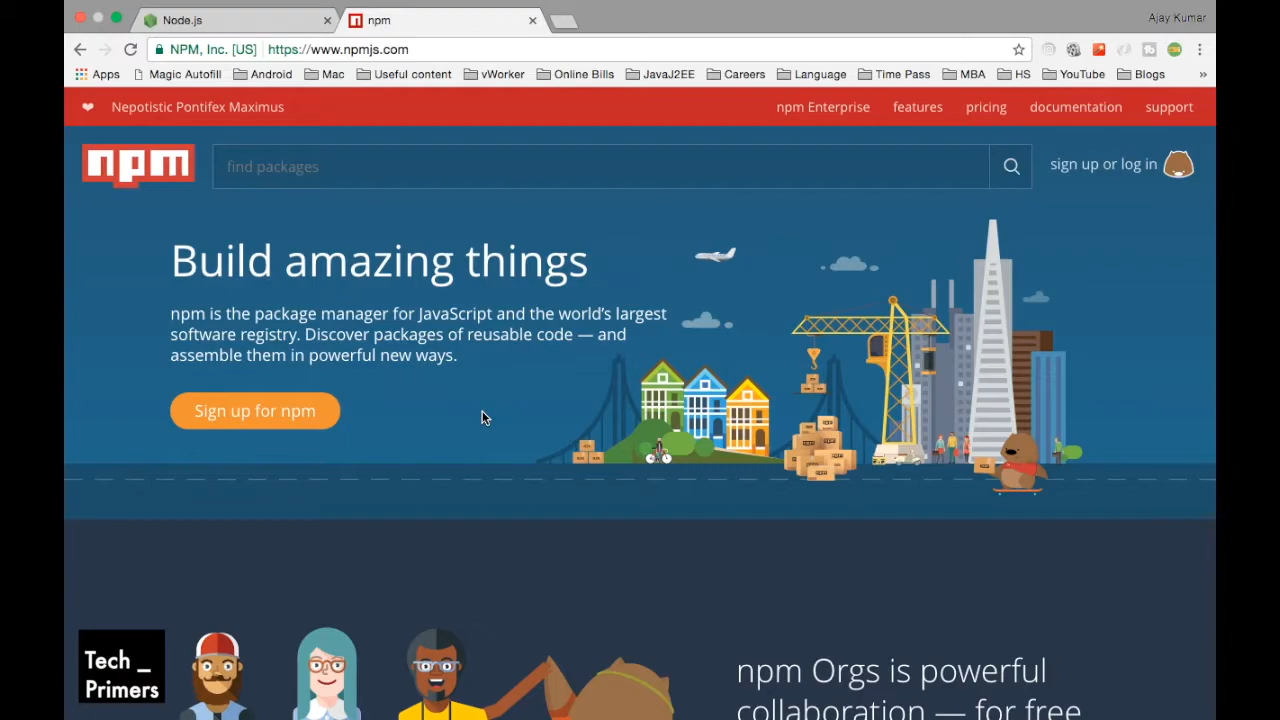 Node.js
npm
Ajay Kumar
NPM, Inc. [US] https://www.npmjs.com
Apps Magic Autofill Android Mac Useful content vWorker Online Bills JavaJ2EE Careers Language Time Pass MBA HS YouTube Blogs »
❤ Nepotistic Pontifex Maximus
npm Enterprise features pricing documentation support
npm
find packages
sign up or log in
Build amazing things
npm is the package manager for JavaScript and the world’s largest
software registry. Discover packages of reusable code — and
assemble them in powerful new ways.
Sign up for npm
Tech _
Primers
npm Orgs is powerful
collaboration — for free